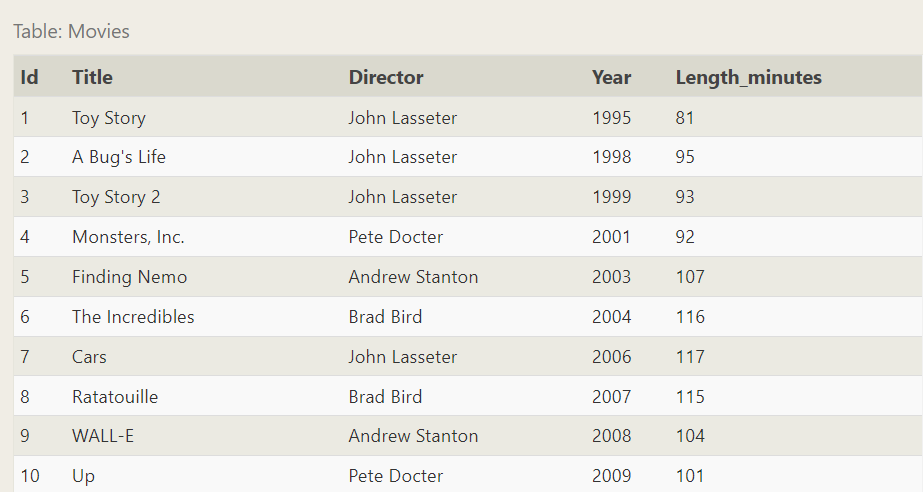 Table: Movies
Id Title Director Year Length_minutes
1 Toy Story John Lasseter 1995 81
2 A Bug's Life John Lasseter 1998 95
3 Toy Story 2 John Lasseter 1999 93
4 Monsters, Inc. Pete Docter 2001 92
5 Finding Nemo Andrew Stanton 2003 107
6 The Incredibles Brad Bird 2004 116
7 Cars John Lasseter 2006 117
8 Ratatouille Brad Bird 2007 115
9 WALL-E Andrew Stanton 2008 104
10 Up Pete Docter 2009 101